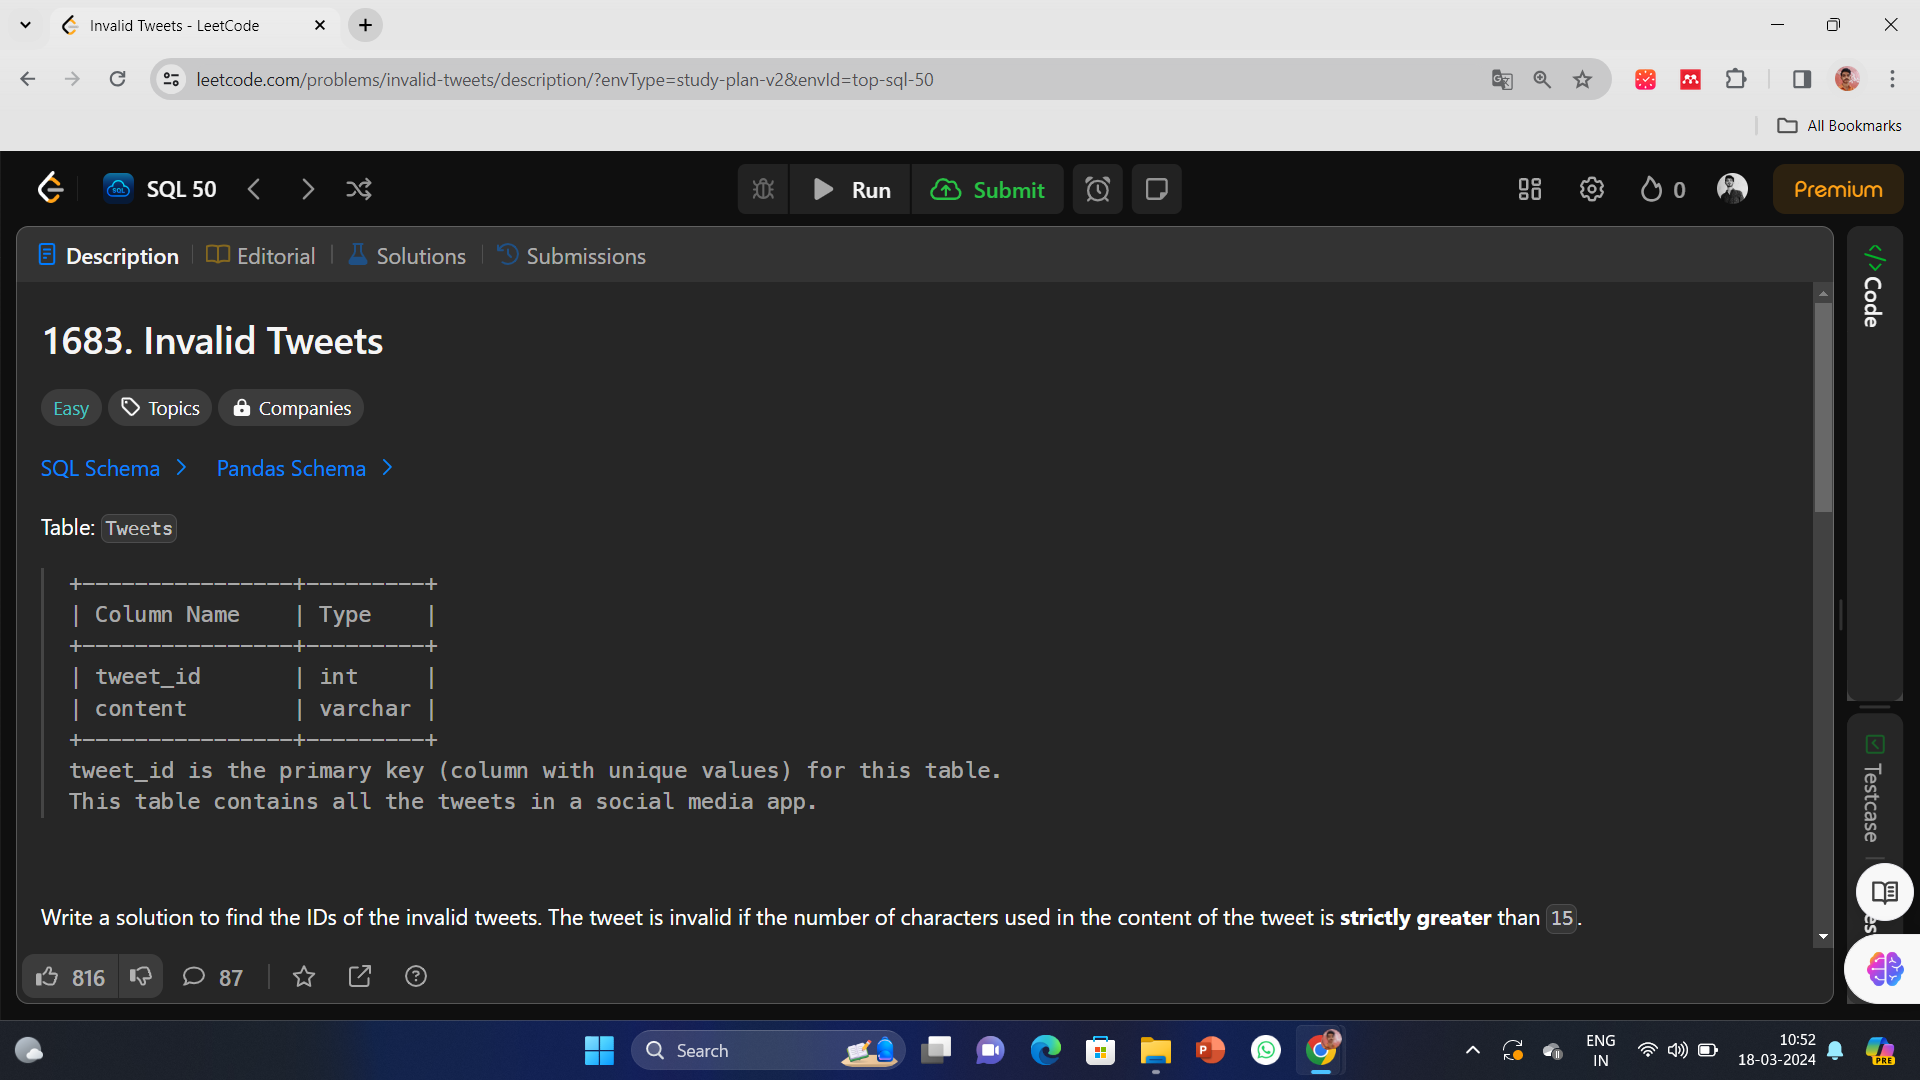 Invalid Tweets - LeetCode
leetcode.com/problems/invalid-tweets/description/?envType=study-plan-v2&envId=top-sql-50
All Bookmarks
SQL 50
Run
Submit
0
Premium
Description
Editorial
Solutions
Submissions
Code
1683. Invalid Tweets
Easy
Topics
Companies
SQL Schema
Pandas Schema
Table: Tweets
+----------------+---------+
| Column Name    | Type    |
+----------------+---------+
| tweet_id       | int     |
| content        | varchar |
+----------------+---------+
tweet_id is the primary key (column with unique values) for this table.
This table contains all the tweets in a social media app.
Testcase
Write a solution to find the IDs of the invalid tweets. The tweet is invalid if the number of characters used in the content of the tweet is strictly greater than 15.
816
87
Search
ENG
IN
10:52
18-03-2024
PRE